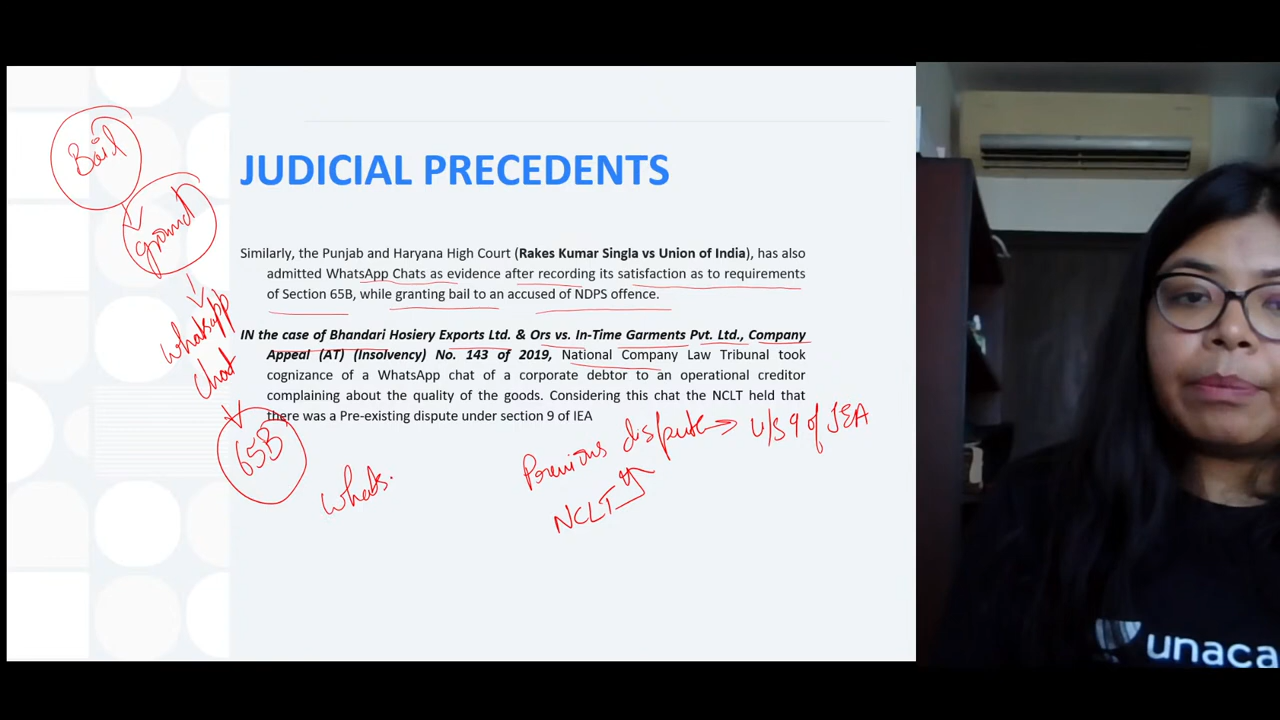 JUDICIAL PRECEDENTS
Similarly, the Punjab and Haryana High Court (Rakes Kumar Singla vs Union of India), has also
admitted WhatsApp Chats as evidence after recording its satisfaction as to requirements
of Section 65B, while granting bail to an accused of NDPS offence.
IN the case of Bhandari Hosiery Exports Ltd. & Ors vs. In-Time Garments Pvt. Ltd., Company
Appeal (AT) (Insolvency) No. 143 of 2019, National Company Law Tribunal took
cognizance of a WhatsApp chat of a corporate debtor to an operational creditor
complaining about the quality of the goods. Considering this chat the NCLT held that
there was a Pre-existing dispute under section 9 of IEA
Bail
ground
Whatsapp
chat
65B
Whats.
Previous dispute → U/S 9 of IEA
NCLT
unaca